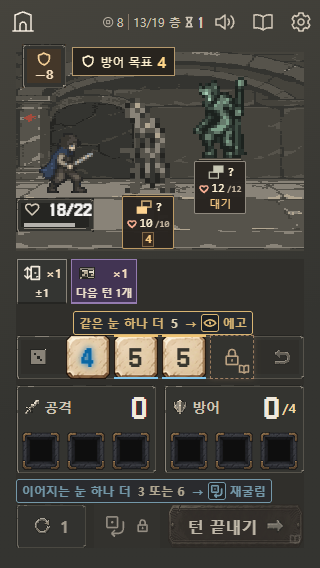 8 | 13/19 층 1
-8
방어 목표 4
?
12/12
대기
18/22
?
10/10
4
×1
±1
×1
다음 턴 1개
같은 눈 하나 더 5 → 예고
4 5 5
공격 0
방어 0/4
이어지는 눈 하나 더 3 또는 6 → 재굴림
1
턴 끝내기